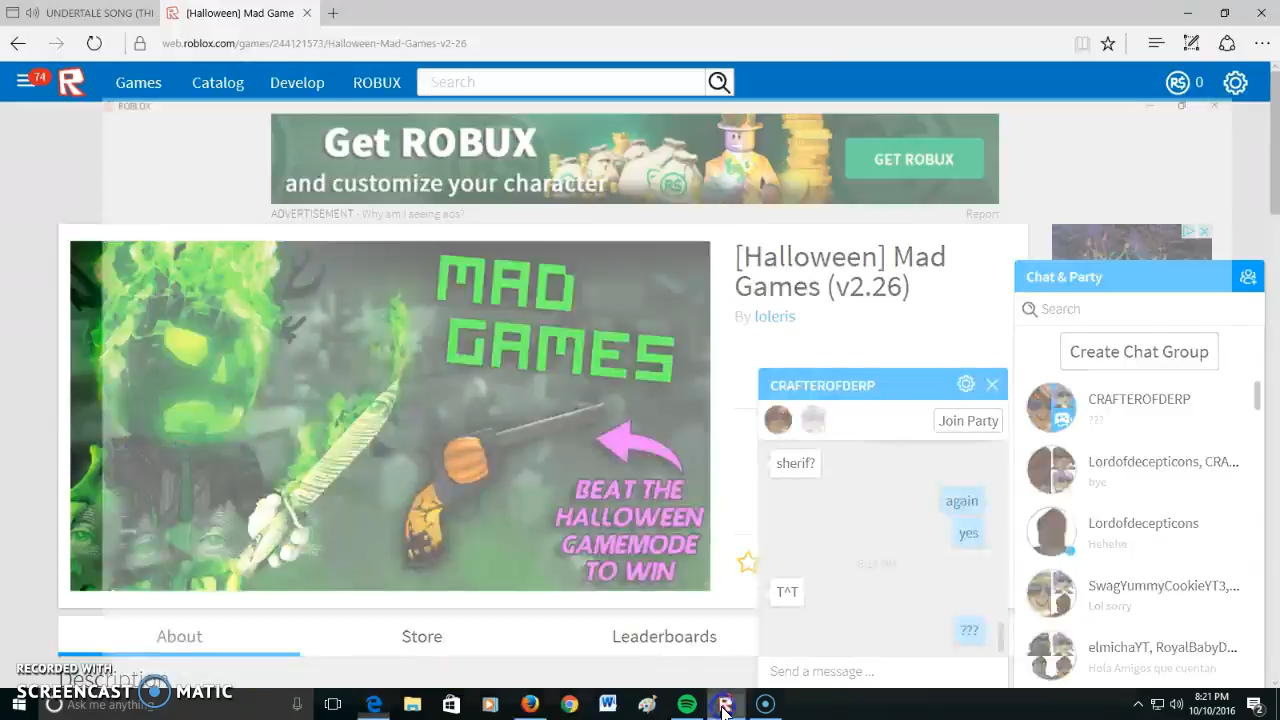 UNDERTALE SONG (TH
[Halloween] Mad Game
web.roblox.com/games/244121573/Halloween-Mad-Games-v2-26
74
Games
Catalog
Develop
ROBUX
Search
0
ROBLOX
Get ROBUX
and customize your character
GET ROBUX
ADVERTISEMENT - Why am I seeing ads?
Report
MAD
GAMES
BEAT THE
HALLOWEEN
GAMEMODE
TO WIN
[Halloween] Mad
Games (v2.26)
By loleris
Chat & Party
Search
Create Chat Group
CRAFTEROFDERP
???
Lordofdecepticons, CRA...
bye
Lordofdecepticons
Hehehe
SwagYummyCookieYT3,...
Lol sorry
elmichaYT, RoyalBabyD...
Hola Amigos que cuentan
CRAFTEROFDERP
Join Party
sherif?
again
yes
T^T
???
Send a message ...
About
Store
Leaderboards
Description
RECORDED WITH
SCREENCAST MATIC
Ask me anything
8:21 PM
10/10/2016